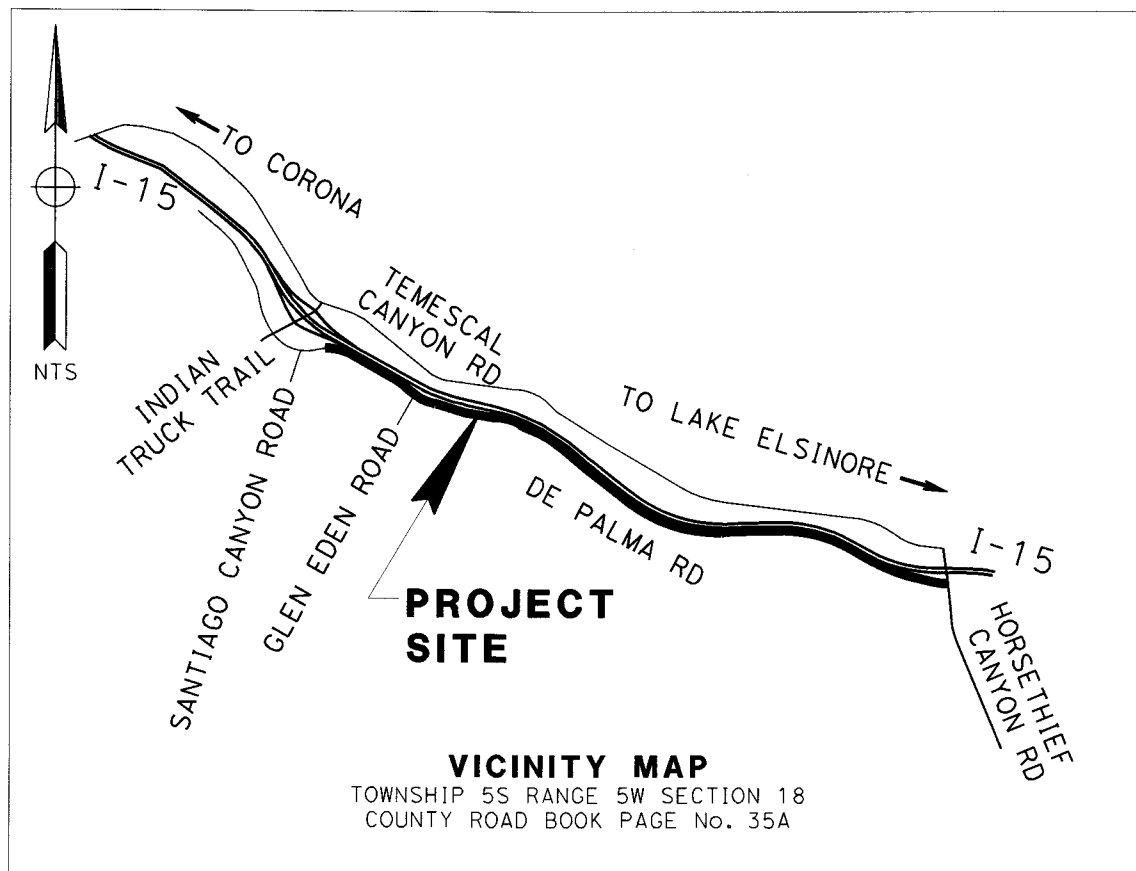 TO CORONA
I-15
NTS
TEMESCAL
CANYON RD
INDIAN
TRUCK TRAIL
SANTIAGO CANYON ROAD
GLEN EDEN ROAD
TO LAKE ELSINORE
DE PALMA RD
I-15
PROJECT
SITE
HORSETHIEF
CANYON RD
VICINITY MAP
TOWNSHIP 5S RANGE 5W SECTION 18
COUNTY ROAD BOOK PAGE No. 35A